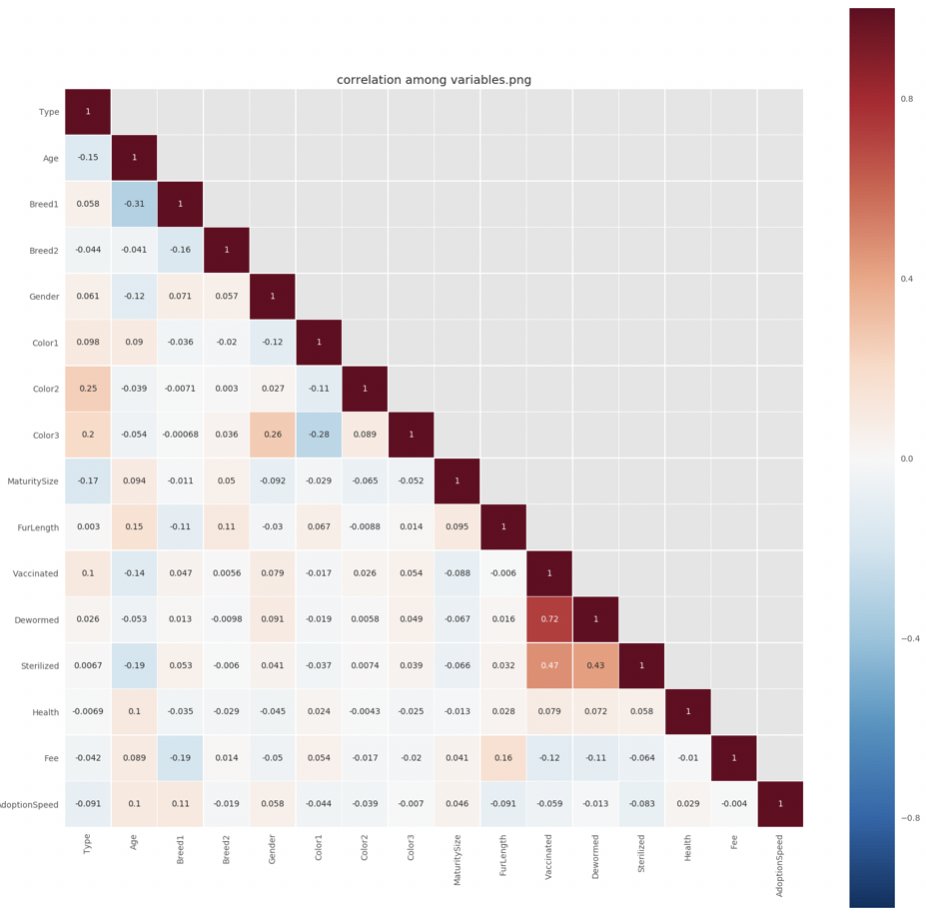 correlation among variables.png
Type 1
Age -0.15 1
Breed1 0.058 -0.31 1
Breed2 -0.044 -0.041 -0.16 1
Gender 0.061 -0.12 0.071 0.057 1
Color1 0.098 0.09 -0.036 -0.02 -0.12 1
Color2 0.25 -0.039 -0.0071 0.003 0.027 -0.11 1
Color3 0.2 -0.054 -0.00068 0.036 0.26 -0.28 0.089 1
MaturitySize -0.17 0.094 -0.011 0.05 -0.092 -0.029 -0.065 -0.052 1
FurLength 0.003 0.15 -0.11 0.11 -0.03 0.067 -0.0088 0.014 0.095 1
Vaccinated 0.1 -0.14 0.047 0.0056 0.079 -0.017 0.026 0.054 -0.088 -0.006 1
Dewormed 0.026 -0.053 0.013 -0.0098 0.091 -0.019 0.0058 0.049 -0.067 0.016 0.72 1
Sterilized 0.0067 -0.19 0.053 -0.006 0.041 -0.037 0.0074 0.039 -0.066 0.032 0.47 0.43 1
Health -0.0069 0.1 -0.035 -0.029 -0.045 0.024 -0.0043 -0.025 -0.013 0.028 0.079 0.072 0.058 1
Fee -0.042 0.089 -0.19 0.014 -0.05 0.054 -0.017 -0.02 0.041 0.16 -0.12 -0.11 -0.064 -0.01 1
doptionSpeed -0.091 0.1 0.11 -0.019 0.058 -0.044 -0.039 -0.007 0.046 -0.091 -0.059 -0.013 -0.083 0.029 -0.004 1
Type Age Breed1 Breed2 Gender Color1 Color2 Color3 MaturitySize FurLength Vaccinated Dewormed Sterilized Health Fee AdoptionSpeed
0.8
0.4
0.0
−0.4
−0.8